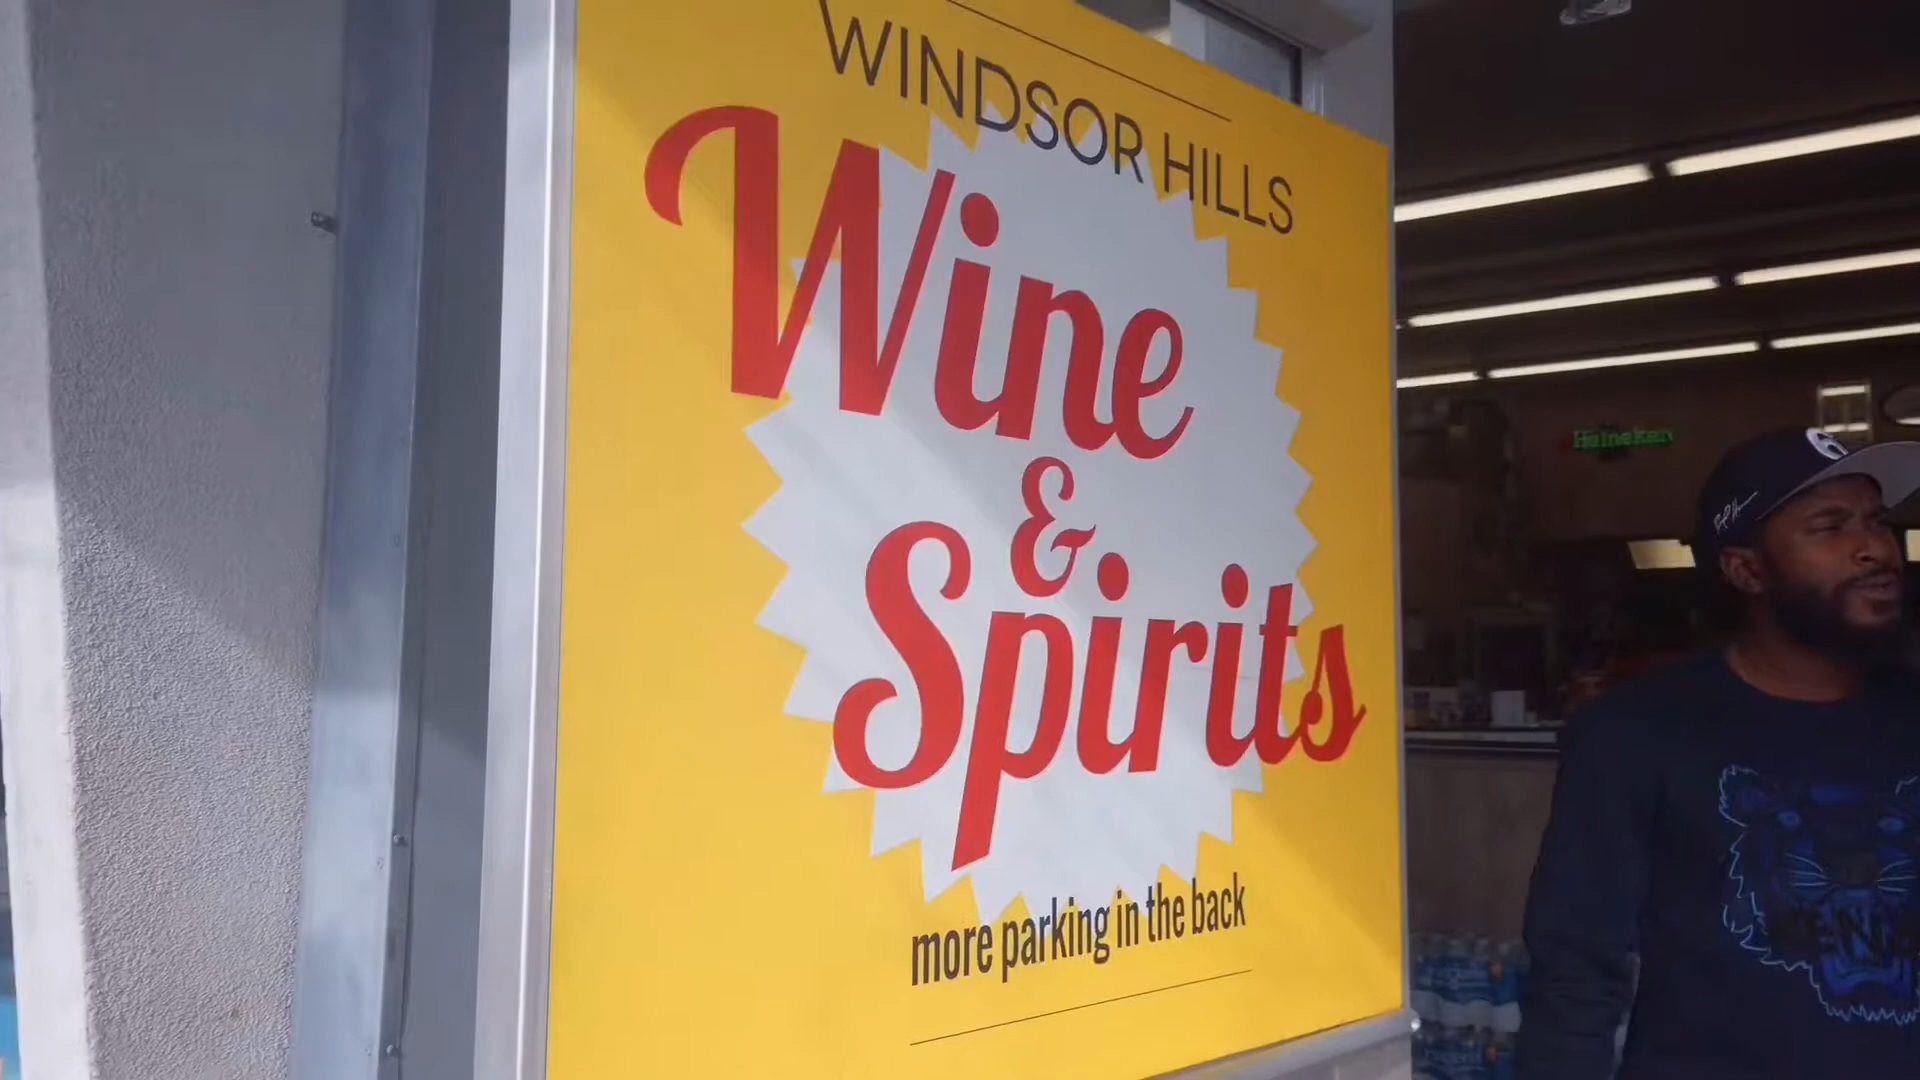 WINDSOR HILLS
Wine
&
Spirits
more parking in the back
Heineken